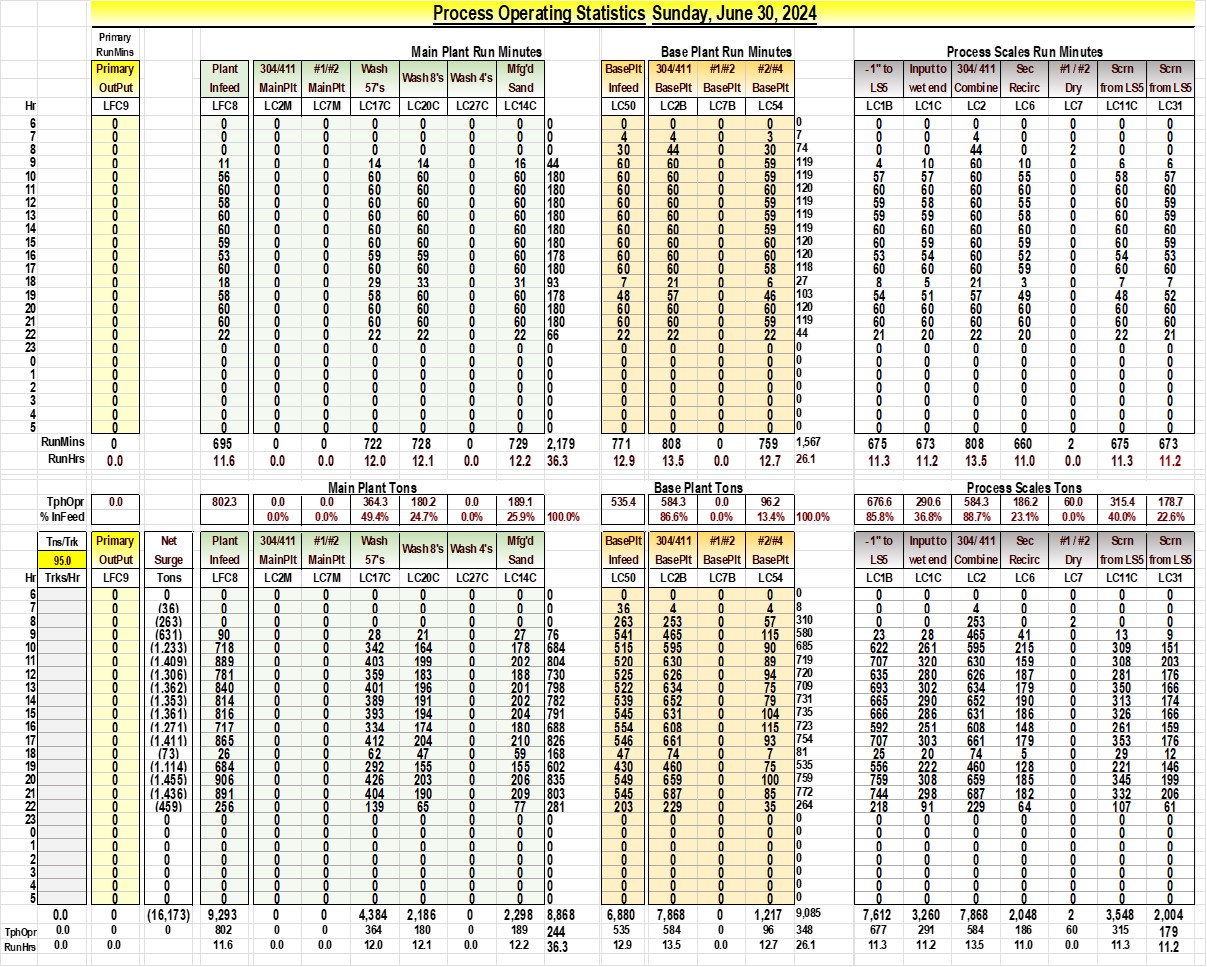 Process Operating Statistics Sunday, June 30, 2024
Primary
RunMins Main Plant Run Minutes Base Plant Run Minutes Process Scales Run Minutes
Primary Plant 304/411 #1/#2 Wash Wash 8's Wash 4's Mfg'd BasePlt 304/411 #1/#2 #2/#4 -1" to Input to 304/ 411 Sec #1 / #2 Scrn Scrn
OutPut Infeed MainPlt MainPlt 57's Sand Infeed BasePlt BasePlt BasePlt LS5 wet end Combine Recirc Dry from LS5 from LS5
Hr LFC9 LFC8 LC2M LC7M LC17C LC20C LC27C LC14C LC50 LC2B LC7B LC54 LC1B LC1C LC2 LC6 LC7 LC11C LC31
6 0 0 0 0 0 0 0 0 0 0 0 0 0 0 0 0 0 0 0 0 0
7 0 0 0 0 0 0 0 0 0 4 4 0 3 7 0 0 4 0 0 0 0
8 0 0 0 0 0 0 0 0 0 30 44 0 30 74 0 0 44 0 2 0 0
9 0 11 0 0 14 14 0 16 44 60 60 0 59 119 4 10 60 10 0 6 6
10 0 56 0 0 60 60 0 60 180 60 60 0 59 119 57 57 60 55 0 58 57
11 0 60 0 0 60 60 0 60 180 60 60 0 60 120 60 60 60 60 0 60 60
12 0 58 0 0 60 60 0 60 180 60 60 0 59 119 59 58 60 55 0 60 59
13 0 60 0 0 60 60 0 60 180 60 60 0 59 119 59 59 60 58 0 60 60
14 0 60 0 0 60 60 0 60 180 60 60 0 59 119 60 60 60 60 0 60 60
15 0 59 0 0 60 60 0 60 180 60 60 0 60 120 60 59 60 59 0 60 59
16 0 53 0 0 59 59 0 60 178 60 60 0 60 120 53 54 60 52 0 54 53
17 0 60 0 0 60 60 0 60 180 60 60 0 58 118 60 60 60 59 0 60 60
18 0 18 0 0 29 33 0 31 93 7 21 0 6 27 8 5 21 3 0 7 7
19 0 58 0 0 58 60 0 60 178 48 57 0 46 103 54 51 57 49 0 48 52
20 0 60 0 0 60 60 0 60 180 60 60 0 60 120 60 60 60 60 0 60 60
21 0 60 0 0 60 60 0 60 180 60 60 0 59 119 60 60 60 60 0 60 60
22 0 22 0 0 22 22 0 22 66 22 22 0 22 44 21 20 22 20 0 22 21
23 0 0 0 0 0 0 0 0 0 0 0 0 0 0 0 0 0 0 0 0 0
0 0 0 0 0 0 0 0 0 0 0 0 0 0 0 0 0 0 0 0 0 0
1 0 0 0 0 0 0 0 0 0 0 0 0 0 0 0 0 0 0 0 0 0
2 0 0 0 0 0 0 0 0 0 0 0 0 0 0 0 0 0 0 0 0 0
3 0 0 0 0 0 0 0 0 0 0 0 0 0 0 0 0 0 0 0 0 0
4 0 0 0 0 0 0 0 0 0 0 0 0 0 0 0 0 0 0 0 0 0
5 0 0 0 0 0 0 0 0 0 0 0 0 0 0 0 0 0 0 0 0 0
RunMins 0 695 0 0 722 728 0 729 2,179 771 808 0 759 1,567 675 673 808 660 2 675 673
RunHrs 0.0 11.6 0.0 0.0 12.0 12.1 0.0 12.2 36.3 12.9 13.5 0.0 12.7 26.1 11.3 11.2 13.5 11.0 0.0 11.3 11.2
Main Plant Tons Base Plant Tons Process Scales Tons
TphOpr 0.0 802.3 0.0 0.0 364.3 180.2 0.0 189.1 535.4 584.3 0.0 96.2 676.6 290.6 584.3 186.2 60.0 315.4 178.7
% InFeed 0.0% 0.0% 49.4% 24.7% 0.0% 25.9% 100.0% 86.6% 0.0% 13.4% 100.0% 85.8% 36.8% 88.7% 23.1% 0.0% 40.0% 22.6%
Tns/Trk Primary Net Plant 304/411 #1/#2 Wash Wash 8's Wash 4's Mfg'd BasePlt 304/411 #1/#2 #2/#4 -1" to Input to 304/ 411 Sec #1 / #2 Scrn Scrn
95.0 OutPut Surge Infeed MainPlt MainPlt 57's Sand Infeed BasePlt BasePlt BasePlt LS5 wet end Combine Recirc Dry from LS5 from LS5
Hr Trks/Hr LFC9 Tons LFC8 LC2M LC7M LC17C LC20C LC27C LC14C LC50 LC2B LC7B LC54 LC1B LC1C LC2 LC6 LC7 LC11C LC31
6 0 0 0 0 0 0 0 0 0 0 0 0 0 0 0 0 0 0 0 0 0 0
7 0 (36) 0 0 0 0 0 0 0 0 36 4 0 4 8 0 0 4 0 0 0 0
8 0 (263) 0 0 0 0 0 0 0 0 263 253 0 57 310 0 0 253 0 2 0 0
9 0 (631) 90 0 0 28 21 0 27 76 541 465 0 115 580 23 28 465 41 0 13 9
10 0 (1,233) 718 0 0 342 164 0 178 684 515 595 0 90 685 622 261 595 215 0 309 151
11 0 (1,409) 889 0 0 403 199 0 202 804 520 630 0 89 719 707 320 630 159 0 308 203
12 0 (1,306) 781 0 0 359 183 0 188 730 525 626 0 94 720 635 280 626 187 0 281 176
13 0 (1,362) 840 0 0 401 196 0 201 798 522 634 0 75 709 693 302 634 179 0 350 166
14 0 (1,353) 814 0 0 389 191 0 202 782 539 652 0 79 731 665 290 652 190 0 313 174
15 0 (1,361) 816 0 0 393 194 0 204 791 545 631 0 104 735 666 286 631 186 0 326 166
16 0 (1,271) 717 0 0 334 174 0 180 688 554 608 0 115 723 592 251 608 148 0 261 159
17 0 (1,411) 865 0 0 412 204 0 210 826 546 661 0 93 754 707 303 661 179 0 353 176
18 0 (73) 26 0 0 62 47 0 59 168 47 74 0 7 81 25 20 74 5 0 29 12
19 0 (1,114) 684 0 0 292 155 0 155 602 430 460 0 75 535 556 222 460 128 0 221 146
20 0 (1,455) 906 0 0 426 203 0 206 835 549 659 0 100 759 759 308 659 185 0 345 199
21 0 (1,436) 891 0 0 404 190 0 209 803 545 687 0 85 772 744 298 687 182 0 332 206
22 0 (459) 256 0 0 139 65 0 77 281 203 229 0 35 264 218 91 229 64 0 107 61
23 0 0 0 0 0 0 0 0 0 0 0 0 0 0 0 0 0 0 0 0 0 0
0 0 0 0 0 0 0 0 0 0 0 0 0 0 0 0 0 0 0 0 0 0 0
1 0 0 0 0 0 0 0 0 0 0 0 0 0 0 0 0 0 0 0 0 0 0
2 0 0 0 0 0 0 0 0 0 0 0 0 0 0 0 0 0 0 0 0 0 0
3 0 0 0 0 0 0 0 0 0 0 0 0 0 0 0 0 0 0 0 0 0 0
4 0 0 0 0 0 0 0 0 0 0 0 0 0 0 0 0 0 0 0 0 0 0
5 0 0 0 0 0 0 0 0 0 0 0 0 0 0 0 0 0 0 0 0 0 0
0.0 0 (16,173) 9,293 0 0 4,384 2,186 0 2,298 8,868 6,880 7,868 0 1,217 9,085 7,612 3,260 7,868 2,048 2 3,548 2,004
TphOpr 0.0 0 0 802 0 0 364 180 0 189 244 535 584 0 96 348 677 291 584 186 60 315 179
RunHrs 0.0 0.0 11.6 0.0 0.0 12.0 12.1 0.0 12.2 36.3 12.9 13.5 0.0 12.7 26.1 11.3 11.2 13.5 11.0 0.0 11.3 11.2